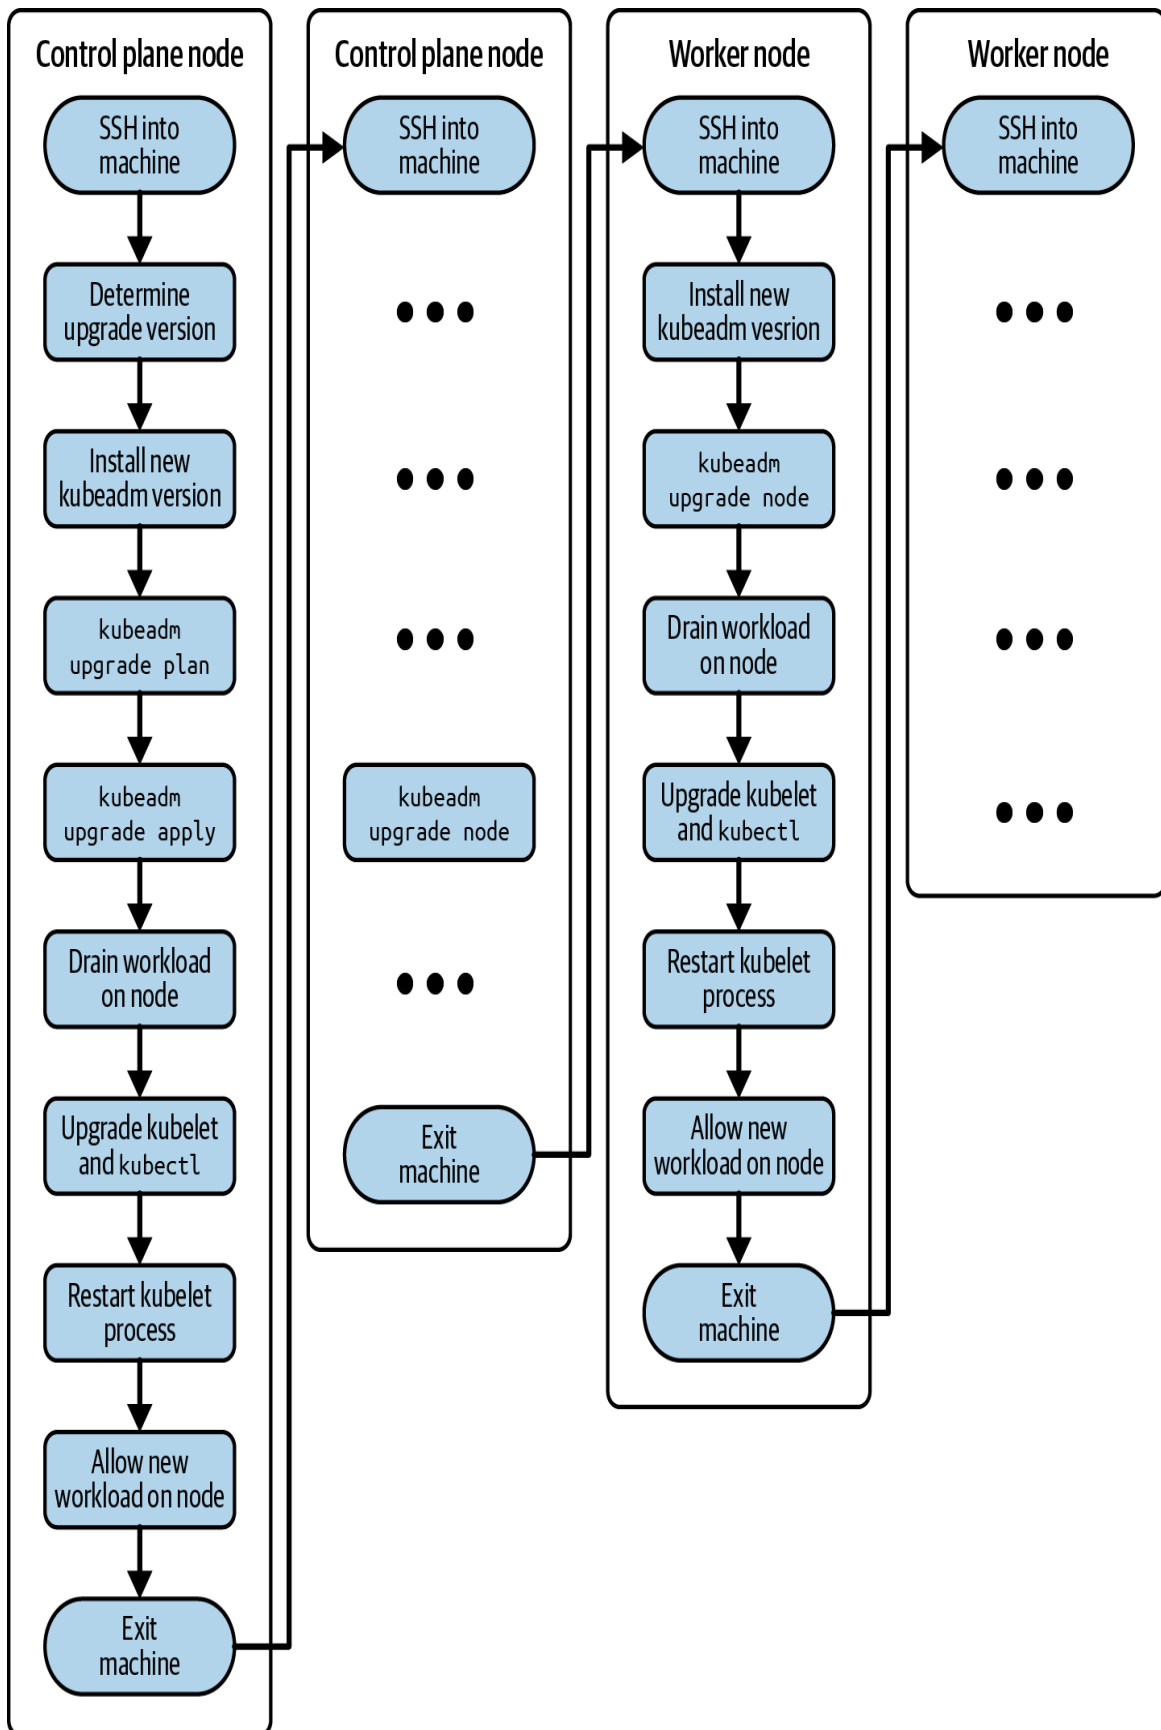 Control plane node
SSH into
machine
Determine
upgrade version
Install new
kubeadm version
kubeadm
upgrade plan
kubeadm
upgrade apply
Drain workload
on node
Upgrade kubelet
and kubectl
Restart kubelet
process
Allow new
workload on node
Exit
machine
Control plane node
SSH into
machine
kubeadm
upgrade node
Exit
machine
Worker node
SSH into
machine
Install new
kubeadm vesrion
kubeadm
upgrade node
Drain workload
on node
Upgrade kubelet
and kubectl
Restart kubelet
process
Allow new
workload on node
Exit
machine
Worker node
SSH into
machine